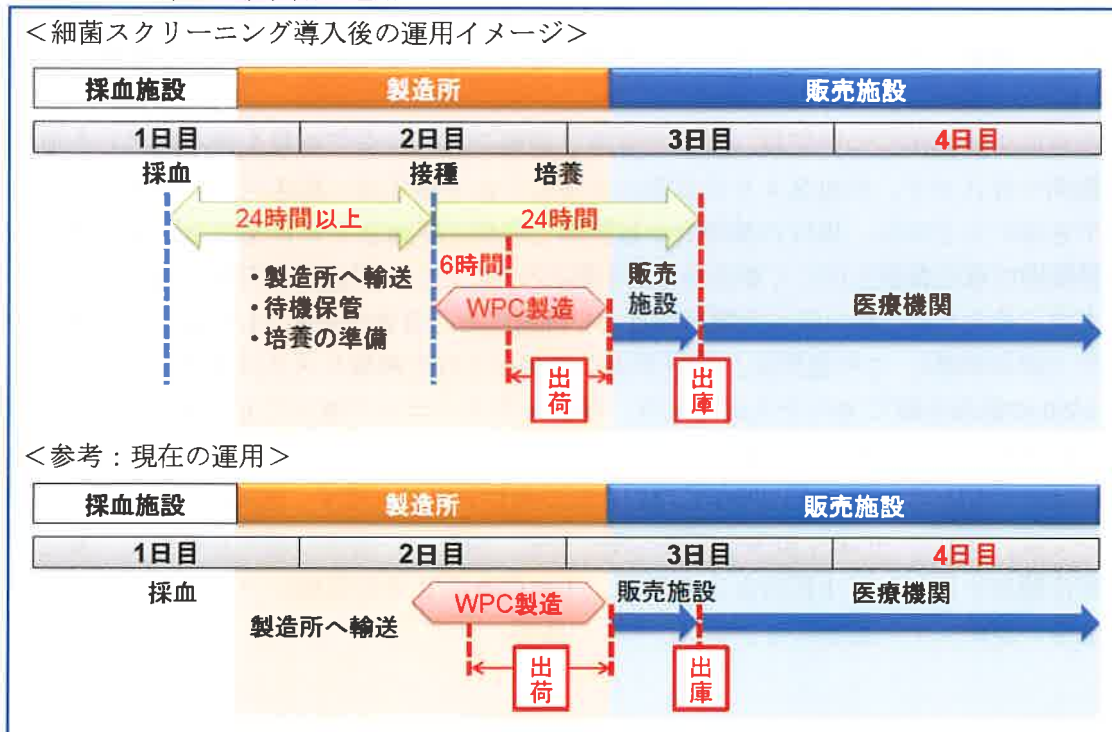 ＜細菌スクリーニング導入後の運用イメージ＞
採血施設 製造所 販売施設
1日目 2日目 3日目 4日目
採血 接種 培養
24時間以上 24時間
6時間
・製造所へ輸送
・待機保管
・培養の準備
WPC製造
販売
施設
医療機関
出荷
出庫
＜参考：現在の運用＞
採血施設 製造所 販売施設
1日目 2日目 3日目 4日目
採血
製造所へ輸送
WPC製造
販売施設
医療機関
出荷
出庫